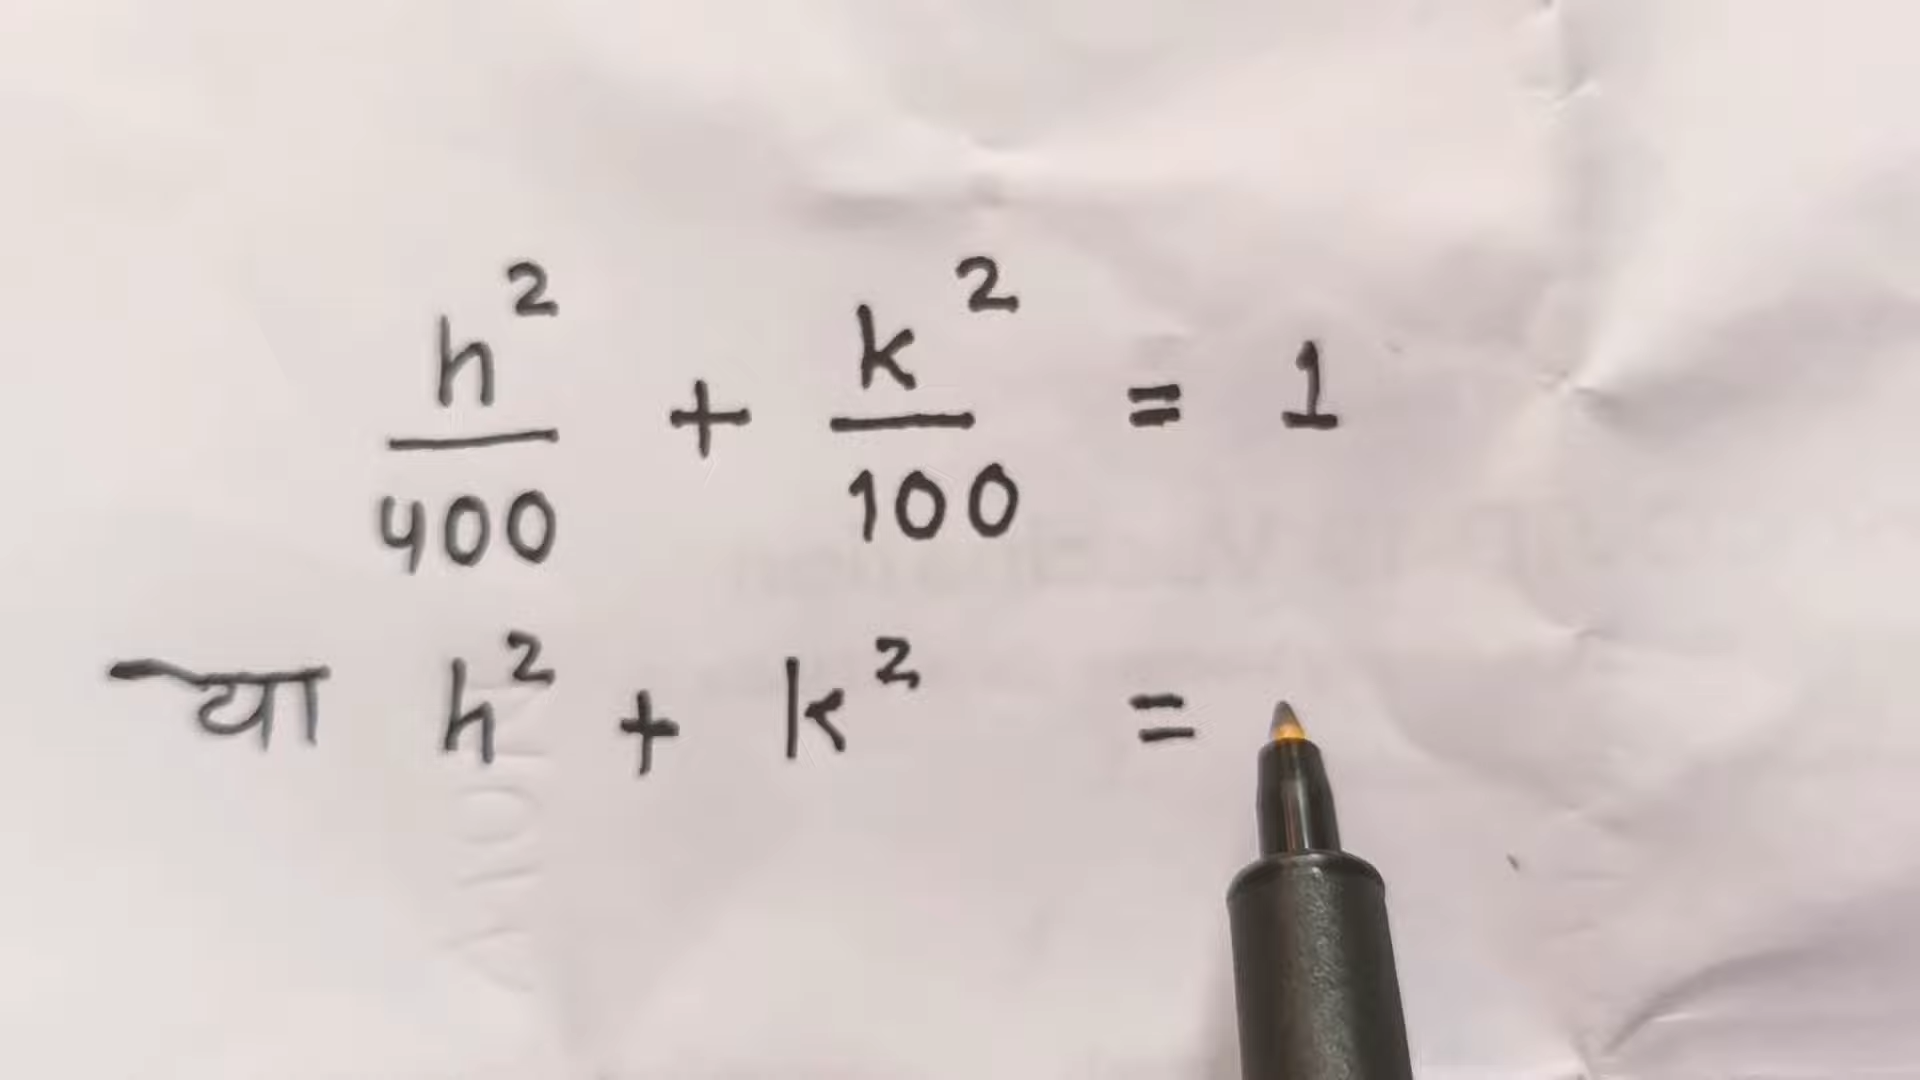 h²/400 + k²/100 = 1
या h² + k² =